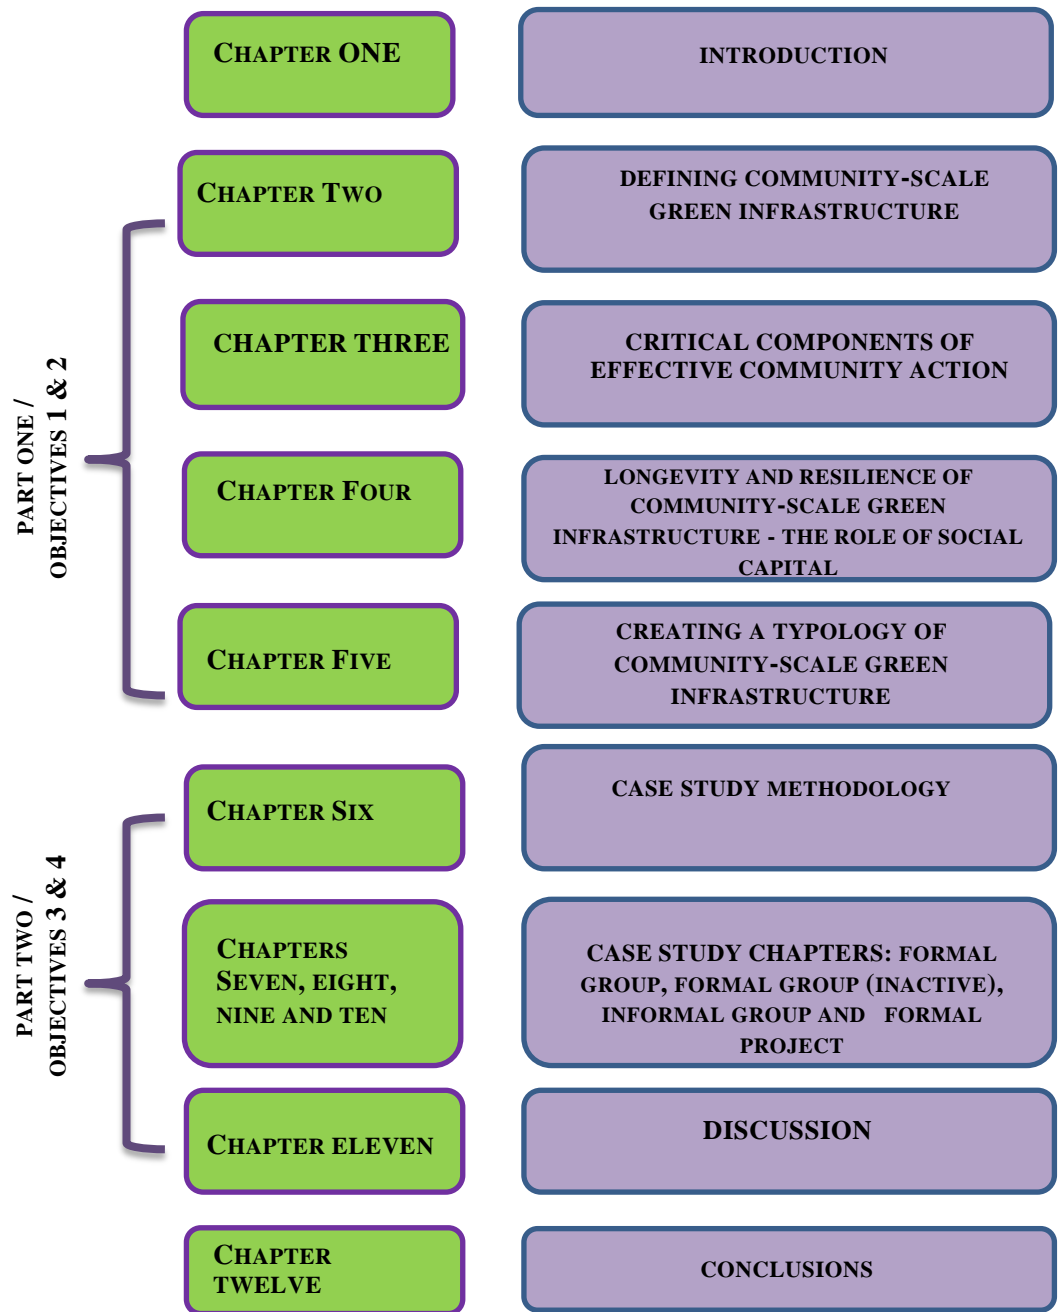 CHAPTER ONE
INTRODUCTION
CHAPTER TWO
DEFINING COMMUNITY-SCALE
GREEN INFRASTRUCTURE
CHAPTER THREE
CRITICAL COMPONENTS OF
EFFECTIVE COMMUNITY ACTION
PART ONE /
OBJECTIVES 1 & 2
CHAPTER FOUR
LONGEVITY AND RESILIENCE OF
COMMUNITY-SCALE GREEN
INFRASTRUCTURE - THE ROLE OF SOCIAL
CAPITAL
CHAPTER FIVE
CREATING A TYPOLOGY OF
COMMUNITY-SCALE GREEN
INFRASTRUCTURE
CHAPTER SIX
CASE STUDY METHODOLOGY
PART TWO /
OBJECTIVES 3 & 4
CHAPTERS
SEVEN, EIGHT,
NINE AND TEN
CASE STUDY CHAPTERS: FORMAL
GROUP, FORMAL GROUP (INACTIVE),
INFORMAL GROUP AND FORMAL
PROJECT
CHAPTER ELEVEN
DISCUSSION
CHAPTER
TWELVE
CONCLUSIONS